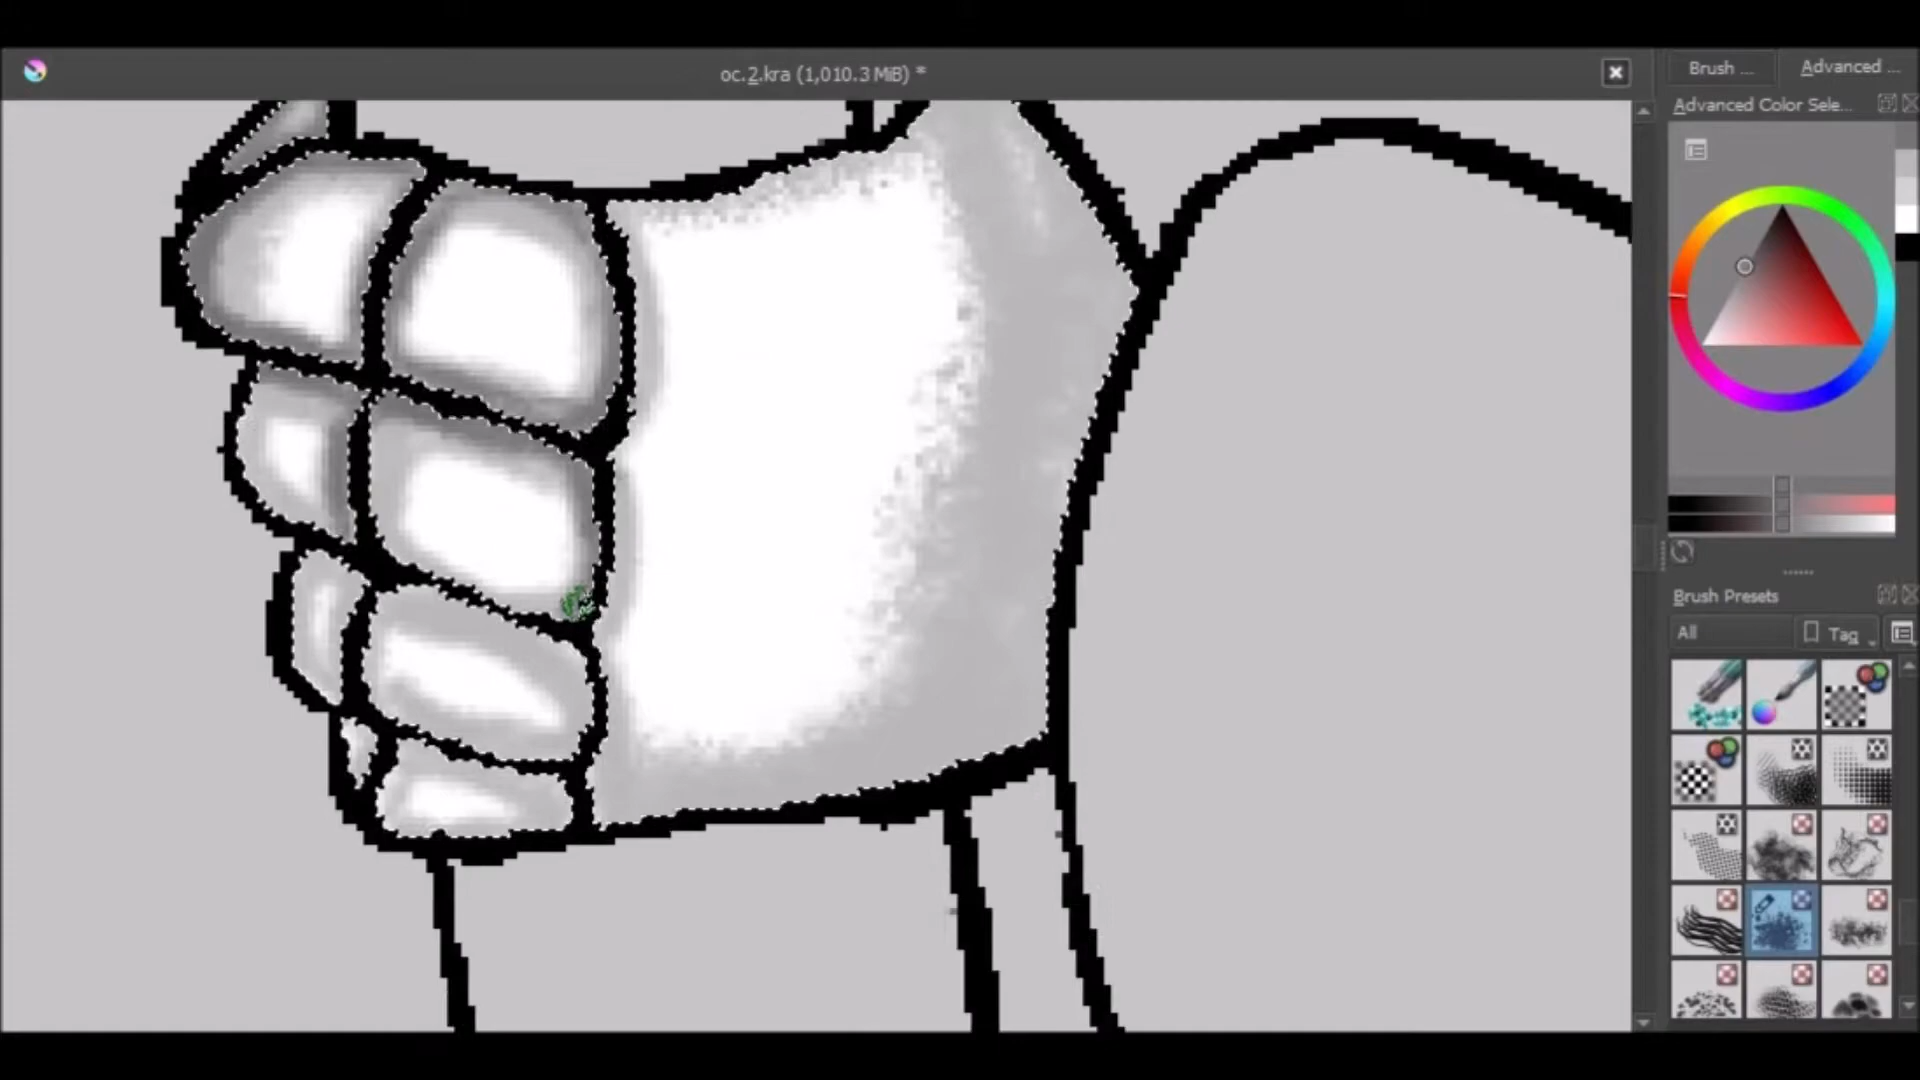 oc.2.kra (1,010.3 MiB) *
Brush ...
Advanced ...
Advanced Color Sele...
Brush Presets
All
Tag